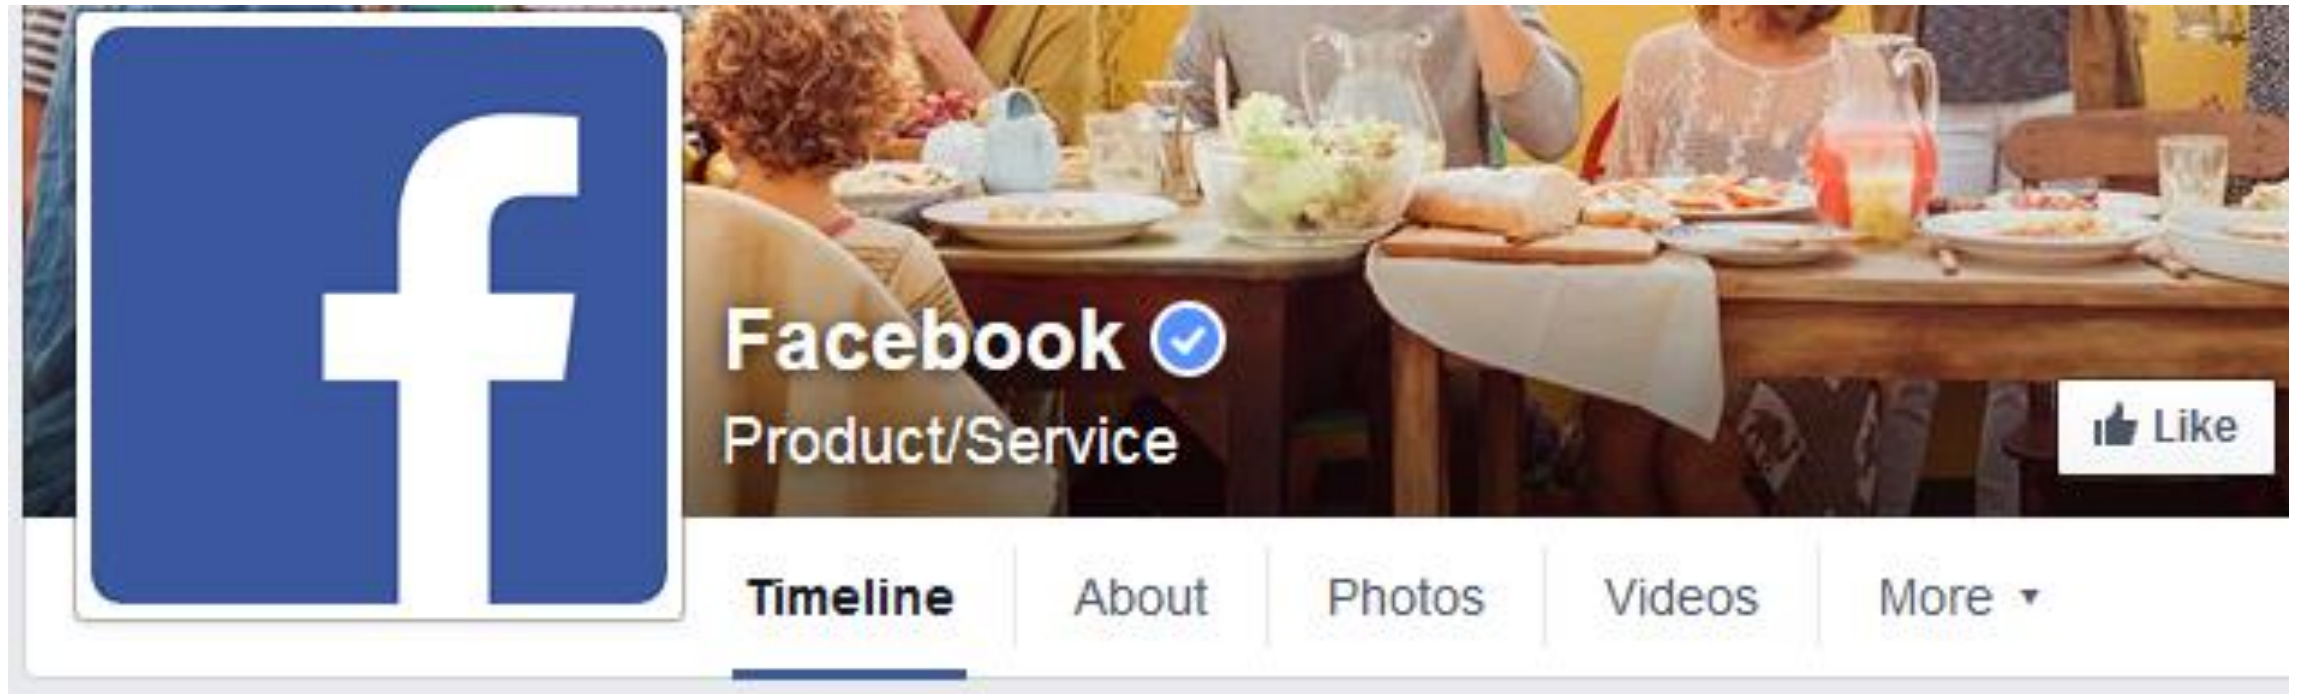 Facebook
Product/Service
Like
Timeline About Photos Videos More